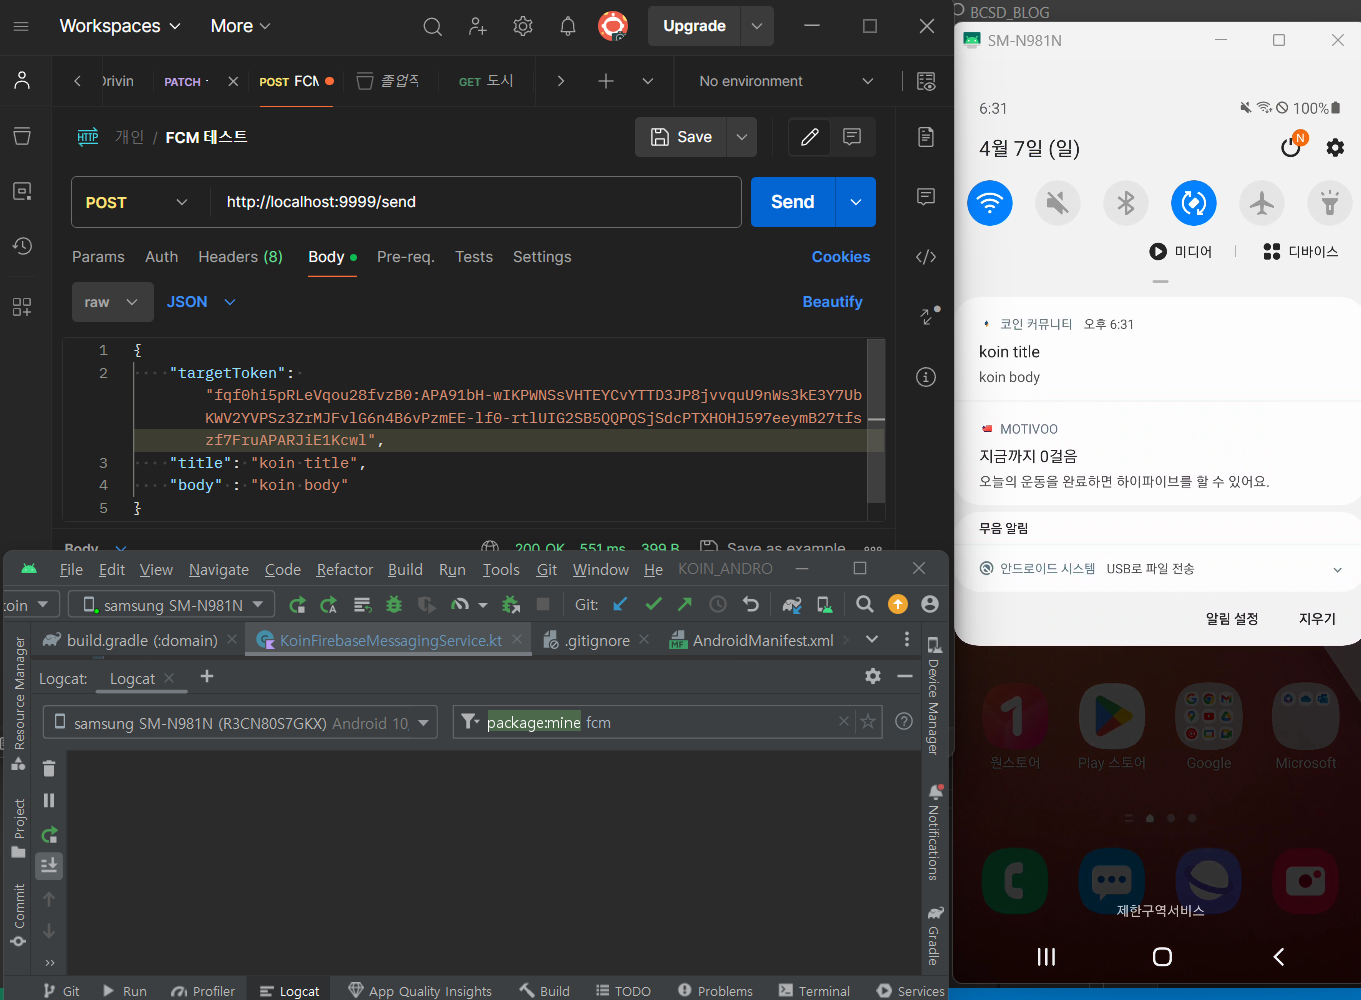 Workspaces
More
Upgrade
PATCH
POST
GET 도시
No environment
HTTP
개인 / FCM 테스트
Save
POST
http://localhost:9999/send
Send
Params
Auth
Headers (8)
Body
Pre-req.
Tests
Settings
Cookies
raw
JSON
Beautify
1 {
2 "targetToken":
"fqf0hi5pRLeVqou28fvzB0:APA91bH-wIKPWNSsVHTEYCvYTTD3JP8jvvquU9nWs3kE3Y7Ub
KWV2YVPSz3ZrMJFvlG6n4B6vPzmEE-lf0-rtlUIG2SB5QQPQSjSdcPTXHOHJ597eeymB27tfs
zf7FruAPARJiE1Kcwl",
3 "title": "koin title",
4 "body" : "koin body"
5 }
Body
200 OK
551 ms
399 B
Save as example
File
Edit
View
Navigate
Code
Refactor
Build
Run
Tools
Git
Window
He
KOIN_ANDRO
samsung SM-N981N
Git:
build.gradle (:domain)
KoinFirebaseMessagingService.kt
.gitignore
MF
AndroidManifest.xml
Logcat:
Logcat
samsung SM-N981N (R3CN80S7GKX) Android 10,
package:mine fcm
Resource Manager
Project
Commit
Device Manager
Notifications
Gradle
Git
Run
Profiler
Logcat
App Quality Insights
Build
TODO
Problems
Terminal
Services
BCSD_BLOG
SM-N981N
6:31
100%
4월 7일 (일)
N
미디어
디바이스
코인 커뮤니티 오후 6:31
koin title
koin body
MOTIVOO
지금까지 0걸음
오늘의 운동을 완료하면 하이파이브를 할 수 있어요.
무음 알림
안드로이드 시스템 USB로 파일 전송
알림 설정
지우기
원스토어
Play 스토어
Google
Microsoft
제한구역서비스